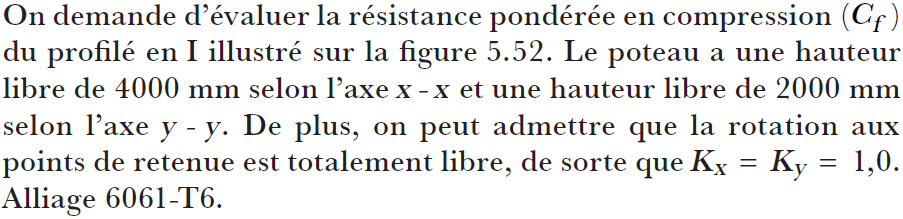 On demande d’évaluer la résistance pondérée en compression (C_f)
du profilé en I illustré sur la figure 5.52. Le poteau a une hauteur
libre de 4000 mm selon l’axe x - x et une hauteur libre de 2000 mm
selon l’axe y - y. De plus, on peut admettre que la rotation aux
points de retenue est totalement libre, de sorte que K_x = K_y = 1,0.
Alliage 6061-T6.